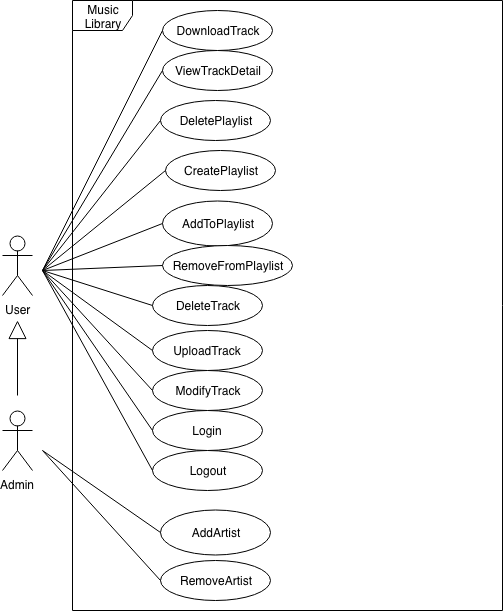 Music
Library
DownloadTrack
ViewTrackDetail
DeletePlaylist
CreatePlaylist
AddToPlaylist
RemoveFromPlaylist
User
DeleteTrack
UploadTrack
ModifyTrack
Login
Logout
Admin
AddArtist
RemoveArtist